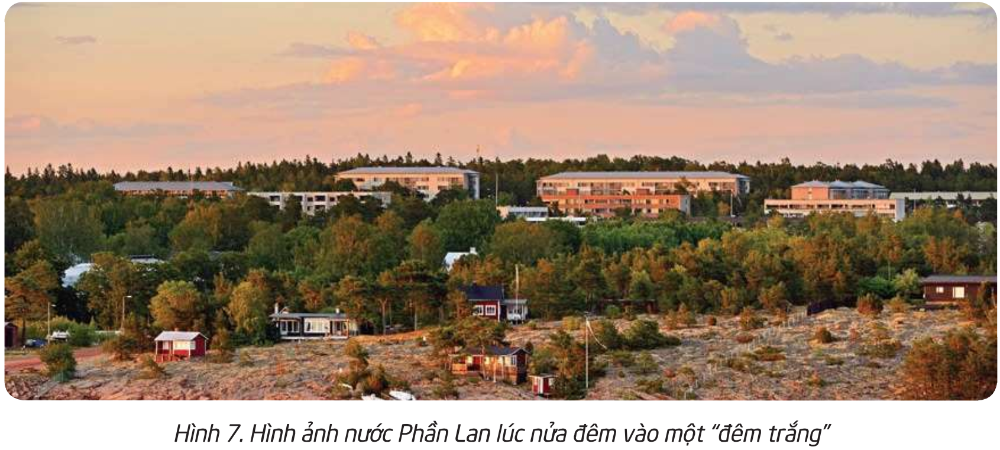 Hình 7. Hình ảnh nước Phần Lan lúc nửa đêm vào một “đêm trắng”